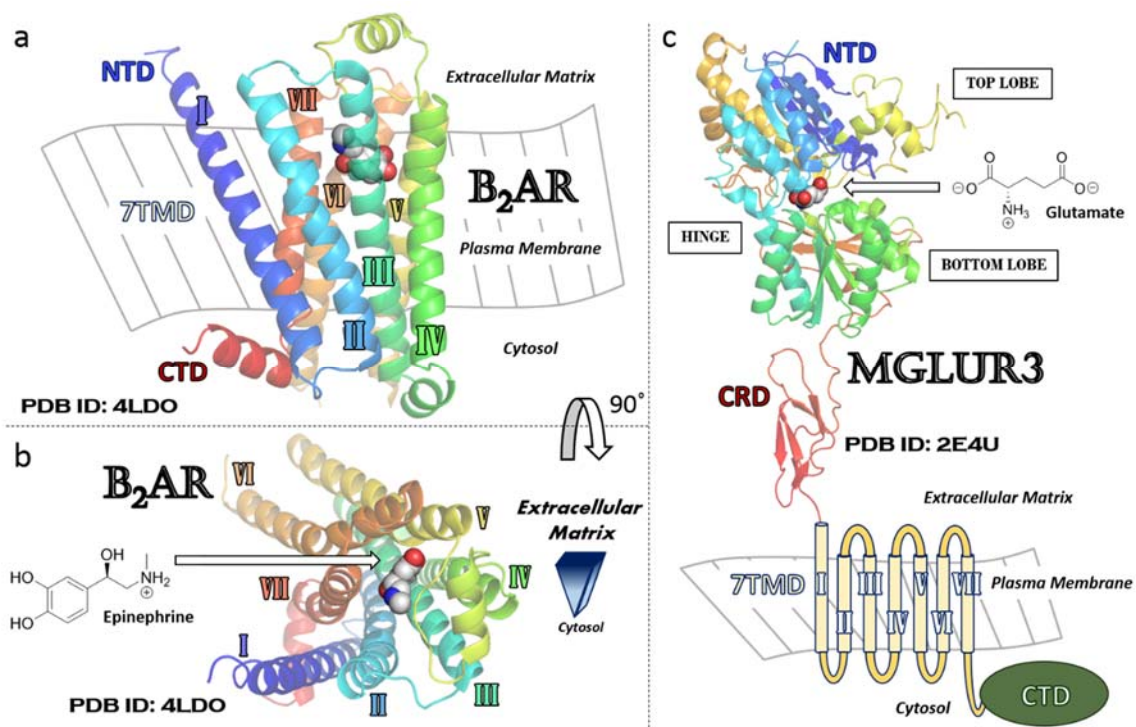 a
NTD
I
VII
Extracellular Matrix
VI
V
7TMD
B₂AR
Plasma Membrane
III
II
IV
CTD
Cytosol
PDB ID: 4LDO
90°
b
B₂AR
VI
V
Extracellular
Matrix
HO
OH
HO
NH₂
⊕
Epinephrine
VII
IV
Cytosol
I
PDB ID: 4LDO
II
III
c
NTD
TOP LOBE
O
O
⊖O
O⊖
NH₃
⊕
Glutamate
HINGE
BOTTOM LOBE
MGLUR3
CRD
PDB ID: 2E4U
Extracellular Matrix
7TMD
I
III
V
VII
Plasma Membrane
II
IV
VI
Cytosol
CTD